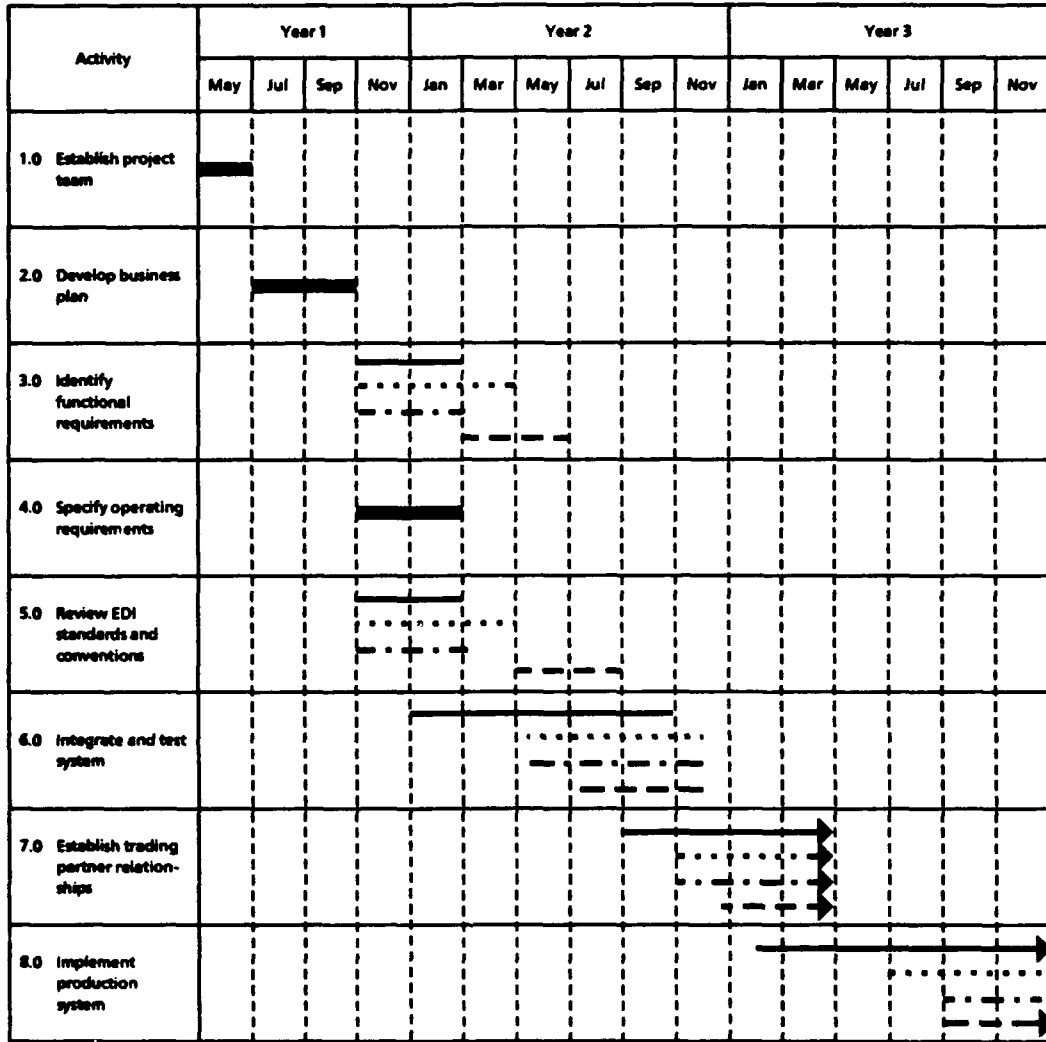 Activity
Year 1
Year 2
Year 3
May Jul Sep Nov Jan Mar May Jul Sep Nov Jan Mar May Jul Sep Nov
1.0 Establish project
team
2.0 Develop business
plan
3.0 Identify
functional
requirements
4.0 Specify operating
requirements
5.0 Review EDI
standards and
conventions
6.0 Integrate and test
system
7.0 Establish trading
partner relation-
ships
8.0 Implement
production
system